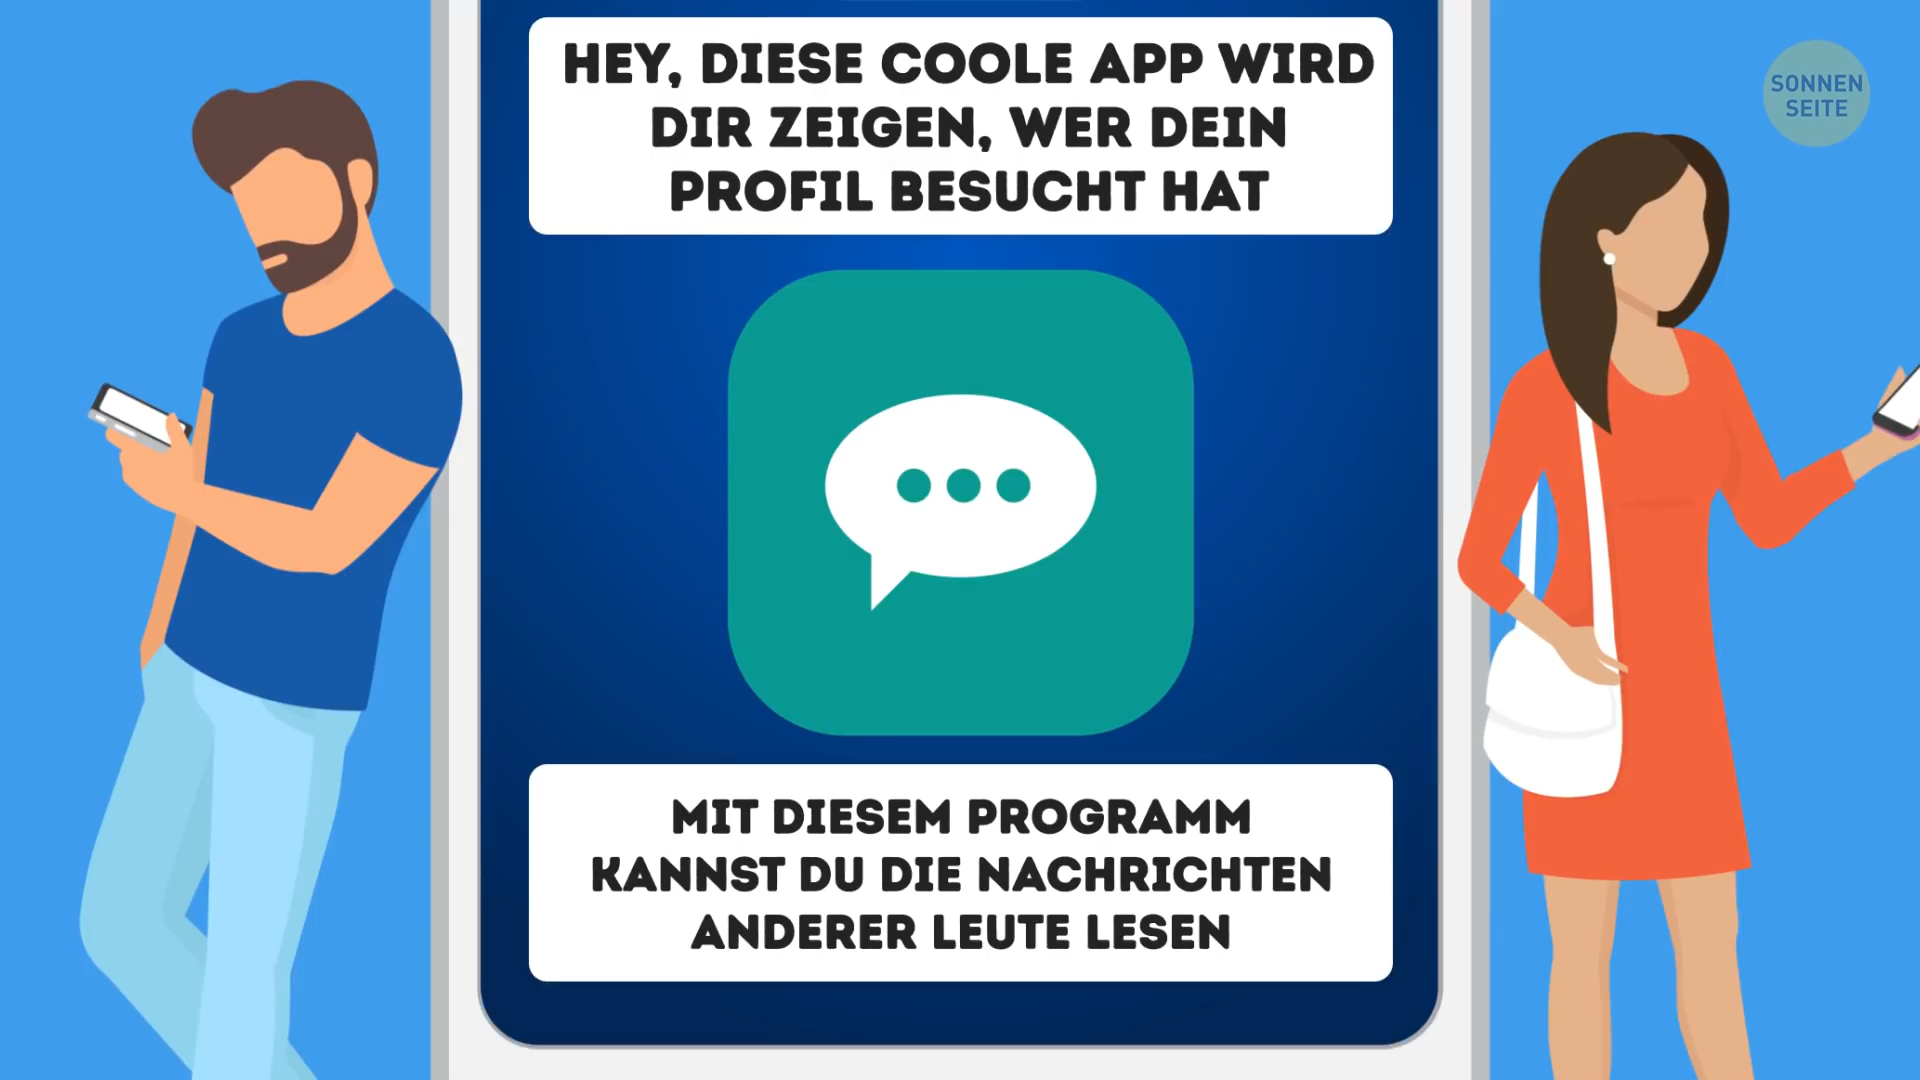 HEY, DIESE COOLE APP WIRD
DIR ZEIGEN, WER DEIN
PROFIL BESUCHT HAT
SONNEN
SEITE
MIT DIESEM PROGRAMM
KANNST DU DIE NACHRICHTEN
ANDERER LEUTE LESEN